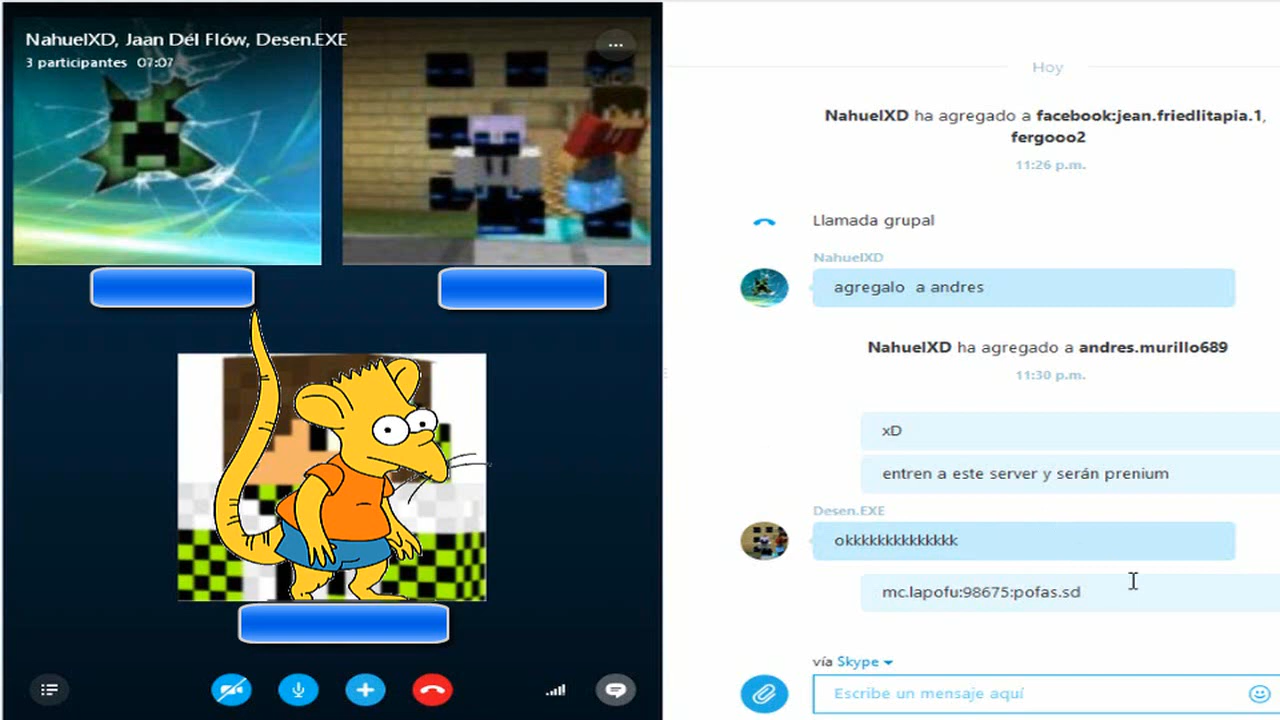 NahuelXD, Jaan Dél Flów, Desen.EXE
3 participantes 07:07
Hoy
NahuelXD ha agregado a facebook:jean.friedlitapia.1,
fergooo2
11:26 p.m.
Llamada grupal
NahuelXD
agregalo a andres
NahuelXD ha agregado a andres.murillo689
11:30 p.m.
xD
entren a este server y serán prenium
Desen.EXE
okkkkkkkkkkkkkk
mc.lapofu:98675:pofas.sd
vía Skype
Escribe un mensaje aquí